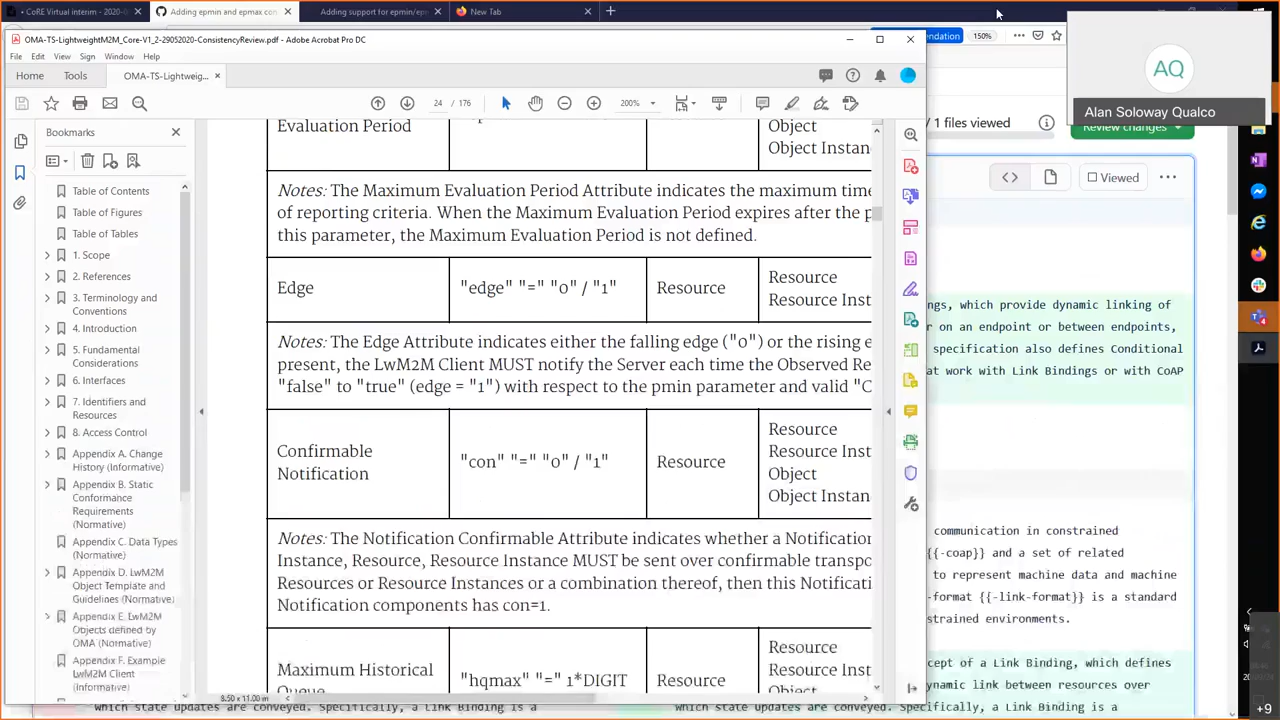 CoRE Virtual interim
Adding epmin and epmax con
Adding support for epmin/ep
New Tab
OMA-TS-LightweightM2M_Core-V1_2-29052020-ConsistencyReview.pdf - Adobe Acrobat Pro DC
File Edit View Sign Window Help
Home Tools OMA-TS-Lightweig...
24 / 176
200%
150%
AQ
Alan Soloway Qualco
/ 1 files viewed
Review changes
Viewed
Bookmarks
Table of Contents
Table of Figures
Table of Tables
1. Scope
2. References
3. Terminology and
Conventions
4. Introduction
5. Fundamental
Considerations
6. Interfaces
7. Identifiers and
Resources
8. Access Control
Appendix A. Change
History (Informative)
Appendix B. Static
Conformance
Requirements
(Normative)
Appendix C. Data Types
(Normative)
Appendix D. LwM2M
Object Template and
Guidelines (Normative)
Appendix E. LwM2M
Objects defined by
OMA (Normative)
Appendix F. Example
LwM2M Client
(Informative)
Evaluation Period
Object
Object Instanc
Notes: The Maximum Evaluation Period Attribute indicates the maximum time
of reporting criteria. When the Maximum Evaluation Period expires after the p
this parameter, the Maximum Evaluation Period is not defined.
Edge
"edge" "=" "0" / "1"
Resource
Resource
Resource Inst
Notes: The Edge Attribute indicates either the falling edge ("0") or the rising e
present, the LwM2M Client MUST notify the Server each time the Observed Re
"false" to "true" (edge = "1") with respect to the pmin parameter and valid "C
Confirmable
Notification
"con" "=" "0" / "1"
Resource
Resource
Resource Inst
Object
Object Instanc
Notes: The Notification Confirmable Attribute indicates whether a Notification
Instance, Resource, Resource Instance MUST be sent over confirmable transpo
Resources or Resource Instances or a combination thereof, then this Notificati
Notification components has con=1.
Maximum Historical
Queue
"hqmax" "=" 1*DIGIT
Resource
Resource
Resource Inst
Object
Object Instanc
8.50 x 11.00 in
ngs, which provide dynamic linking of
r on an endpoint or between endpoints,
specification also defines Conditional
at work with Link Bindings or with CoAP
communication in constrained
{{-coap}} and a set of related
to represent machine data and machine
-format {{-link-format}} is a standard
strained environments.
cept of a Link Binding, which defines
dynamic link between resources over
which state updates are conveyed. Specifically, a Link Binding is a
which state updates are conveyed. Specifically, a Link Binding is a
+9